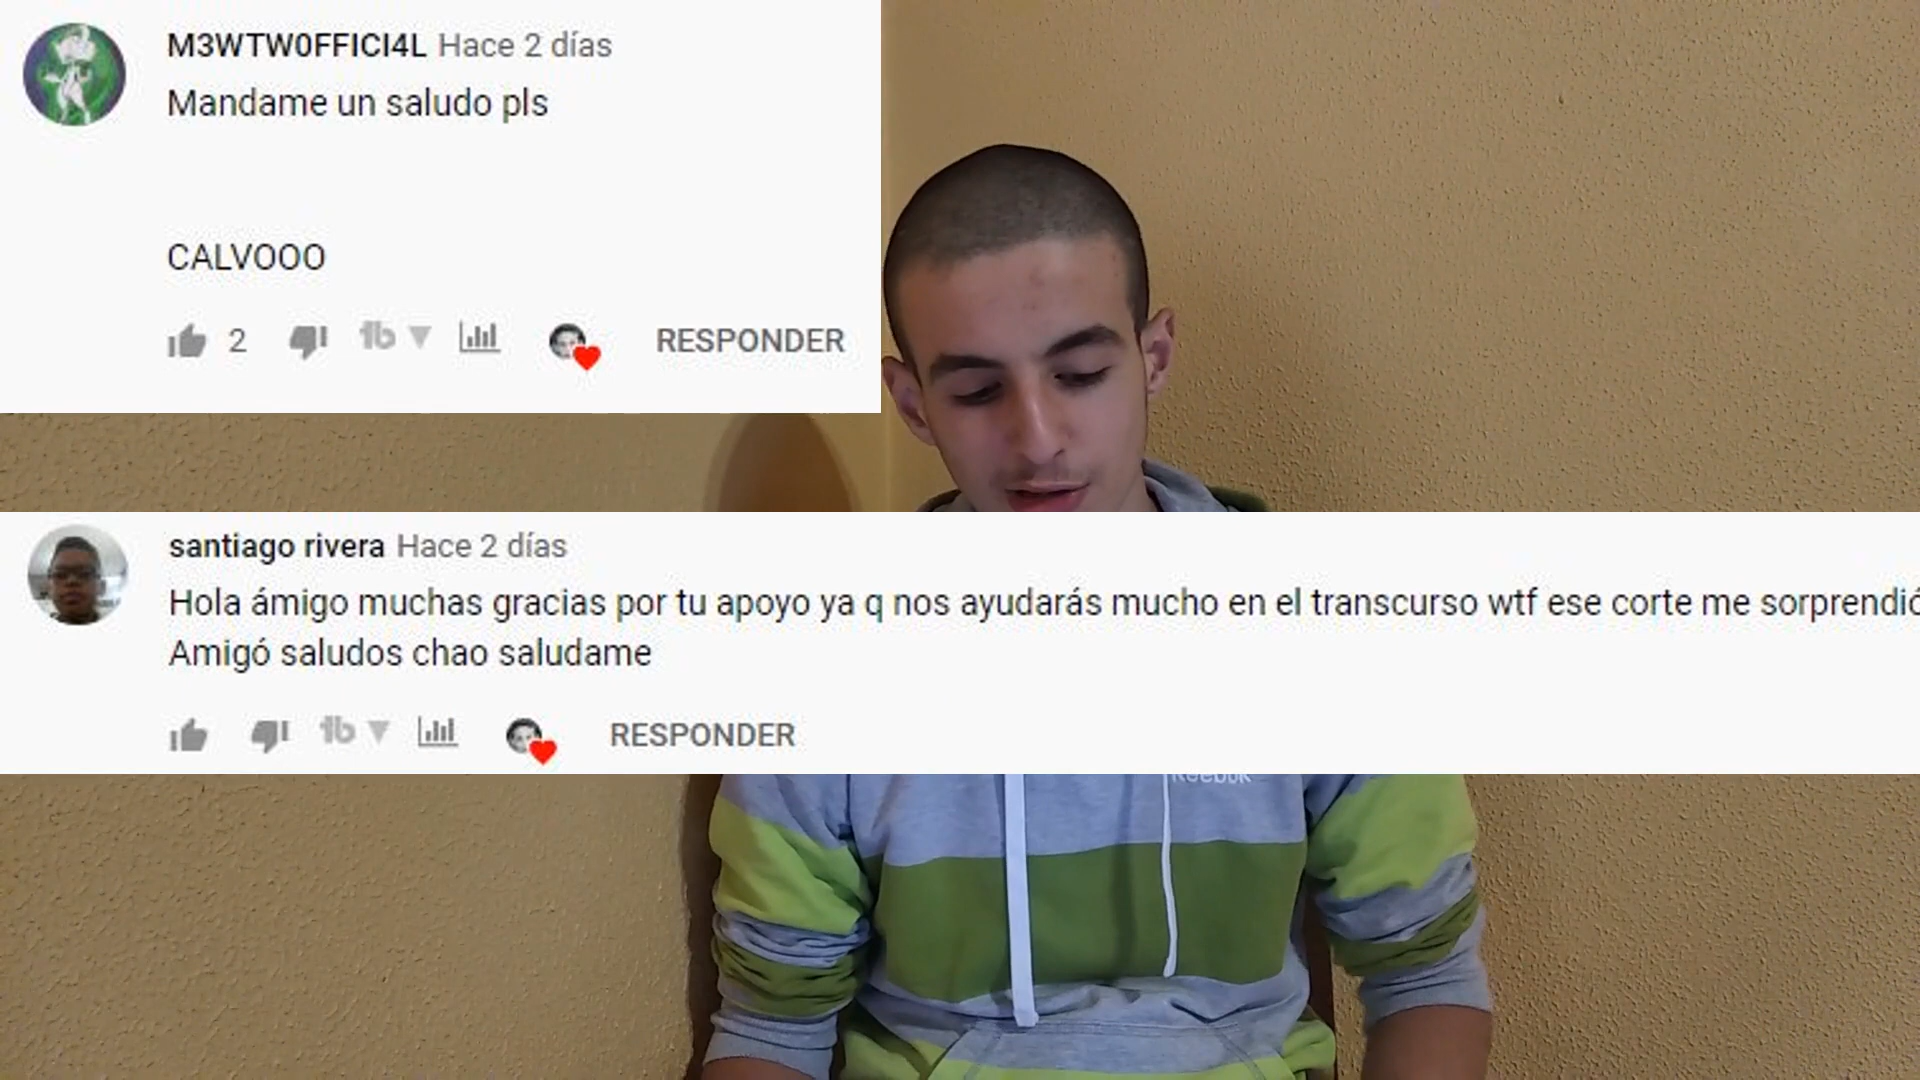 M3WTW0FFICI4L Hace 2 días
Mandame un saludo pls
CALVOOO
2
RESPONDER
santiago rivera Hace 2 días
Hola ámigo muchas gracias por tu apoyo ya q nos ayudarás mucho en el transcurso wtf ese corte me sorprendió
Amigó saludos chao saludame
RESPONDER
Reebok